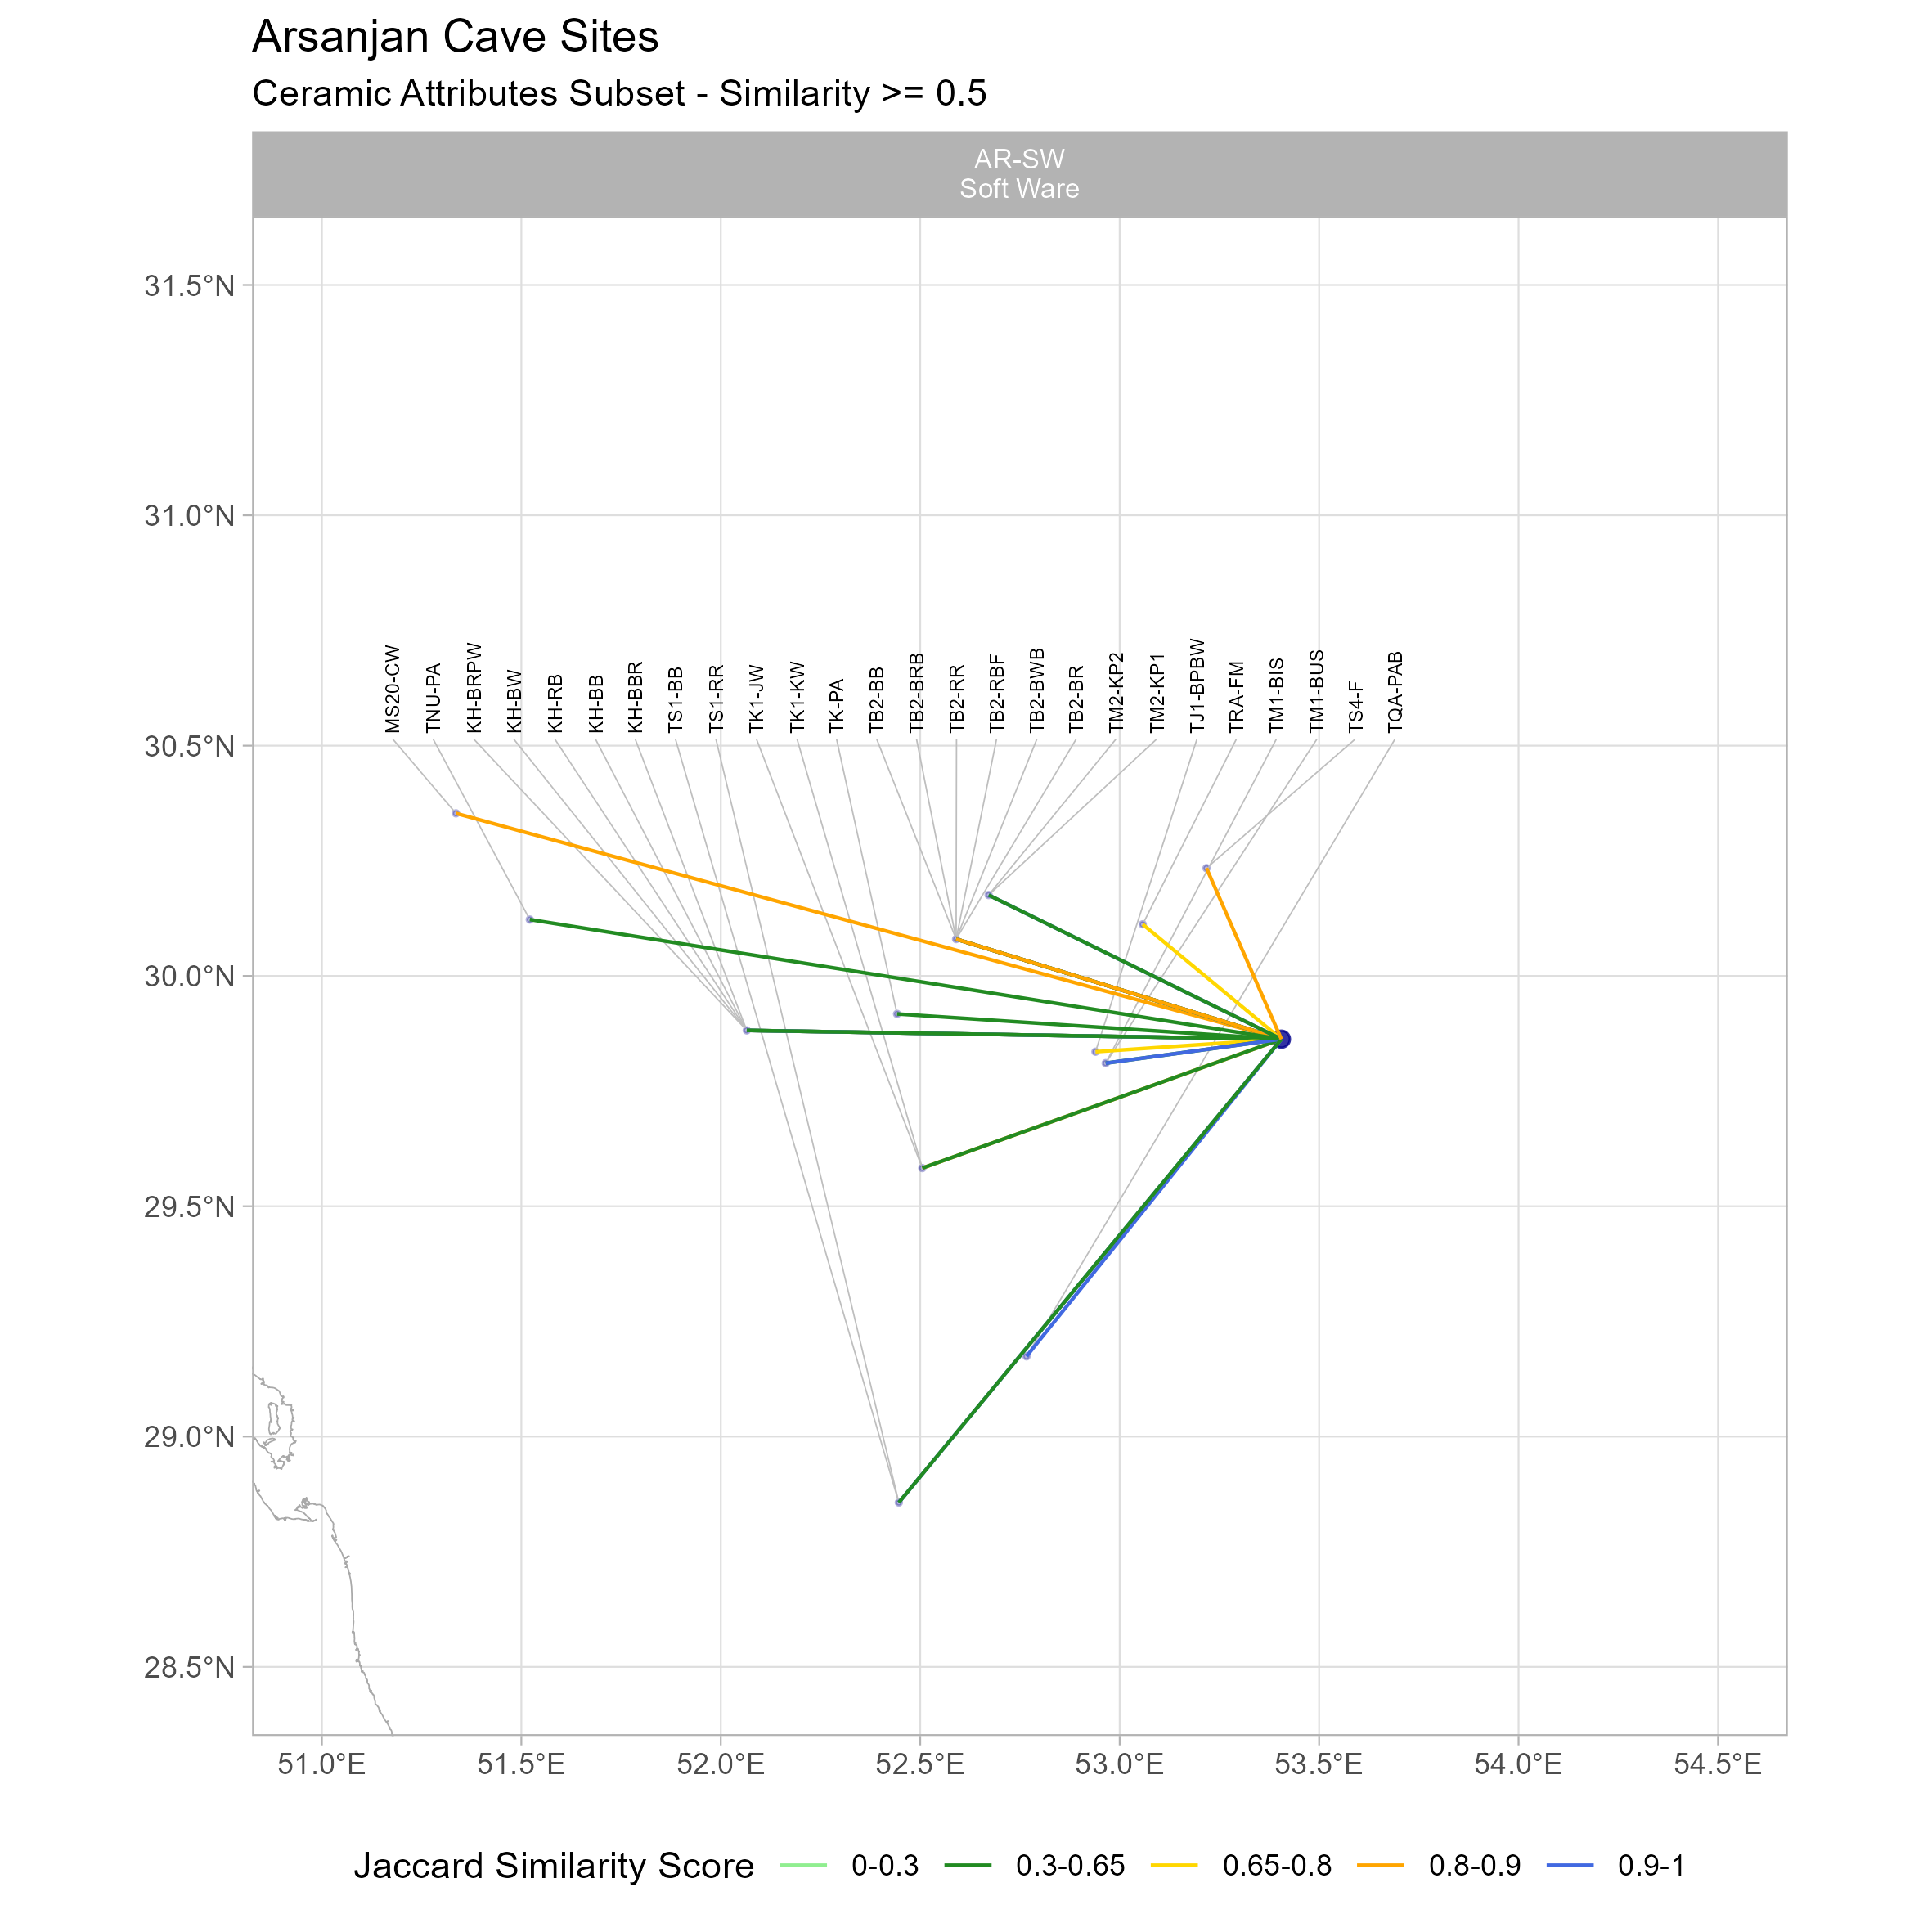 Arsanjan Cave Sites
Ceramic Attributes Subset - Similarity >= 0.5
AR-SW
Soft Ware
31.5°N
31.0°N
30.5°N
30.0°N
29.5°N
29.0°N
28.5°N
MS20-CW
TNU-PA
KH-BRPW
KH-BW
KH-RB
KH-BB
KH-BBR
TS1-BB
TS1-RR
TK1-JW
TK1-KW
TK-PA
TB2-BB
TB2-BRB
TB2-RR
TB2-RBF
TB2-BWB
TB2-BR
TM2-KP2
TM2-KP1
TJ1-BPBW
TRA-FM
TM1-BIS
TM1-BUS
TS4-F
TQA-PAB
51.0°E 51.5°E 52.0°E 52.5°E 53.0°E 53.5°E 54.0°E 54.5°E
Jaccard Similarity Score 0-0.3 0.3-0.65 0.65-0.8 0.8-0.9 0.9-1